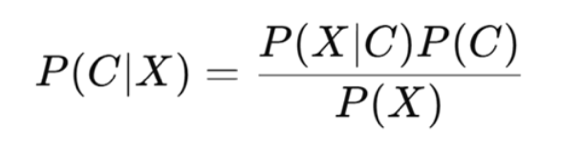 P(C|X) = P(X|C)P(C) / P(X)